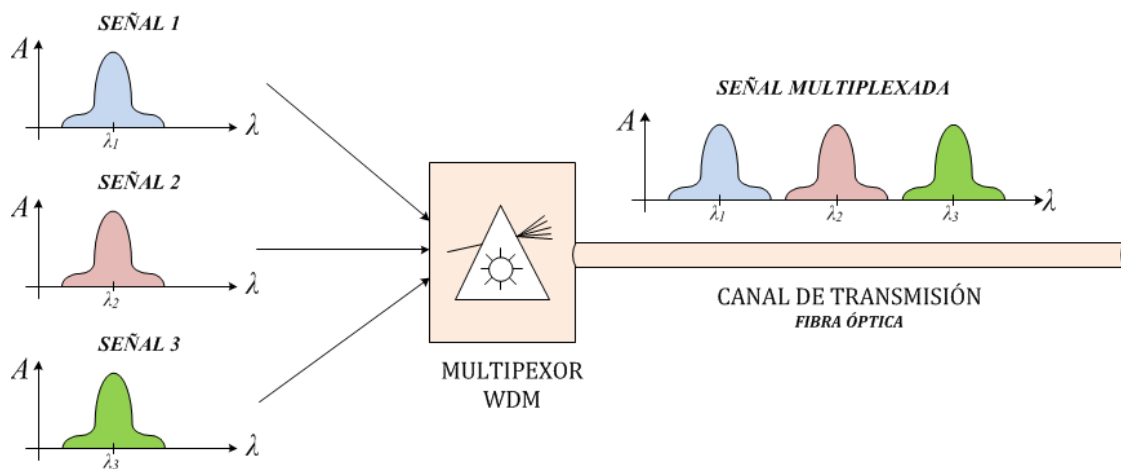 SEÑAL 1
A
λ
λ1
SEÑAL 2
A
λ
λ2
SEÑAL 3
A
λ
λ3
MULTIPEXOR
WDM
SEÑAL MULTIPLEXADA
A
λ
λ1 λ2 λ3
CANAL DE TRANSMISIÓN
FIBRA ÓPTICA